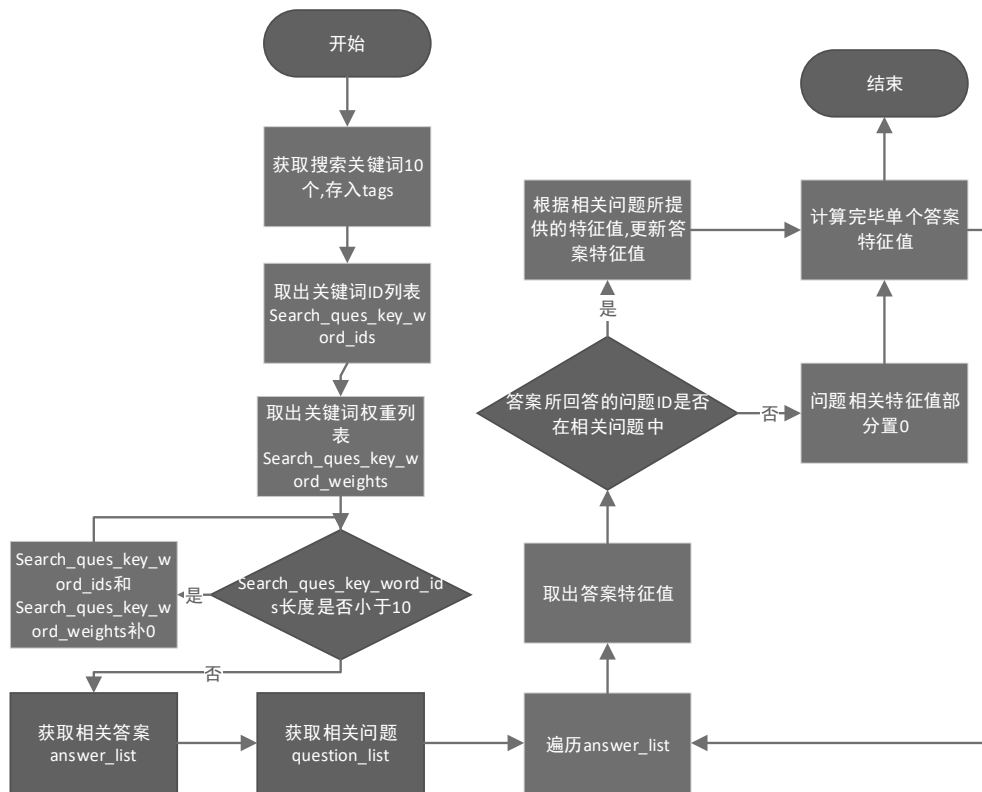 开始
获取搜索关键词10
个,存入tags
取出关键词ID列表
Search_ques_key_w
ord_ids
取出关键词权重列
表
Search_ques_key_w
ord_weights
Search_ques_key_word_id
s长度是否小于10
是
Search_ques_key_w
ord_ids和
Search_ques_key_w
ord_weights补0
否
获取相关答案
answer_list
获取相关问题
question_list
遍历answer_list
取出答案特征值
答案所回答的问题ID是否
在相关问题中
是
根据相关问题所提
供的特征值,更新答
案特征值
否
问题相关特征值部
分置0
计算完毕单个答案
特征值
结束